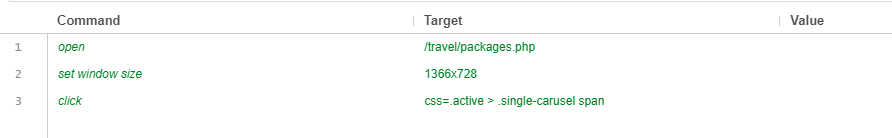 Command Target Value
1 open /travel/packages.php
2 set window size 1366x728
3 click css=.active > .single-carusel span